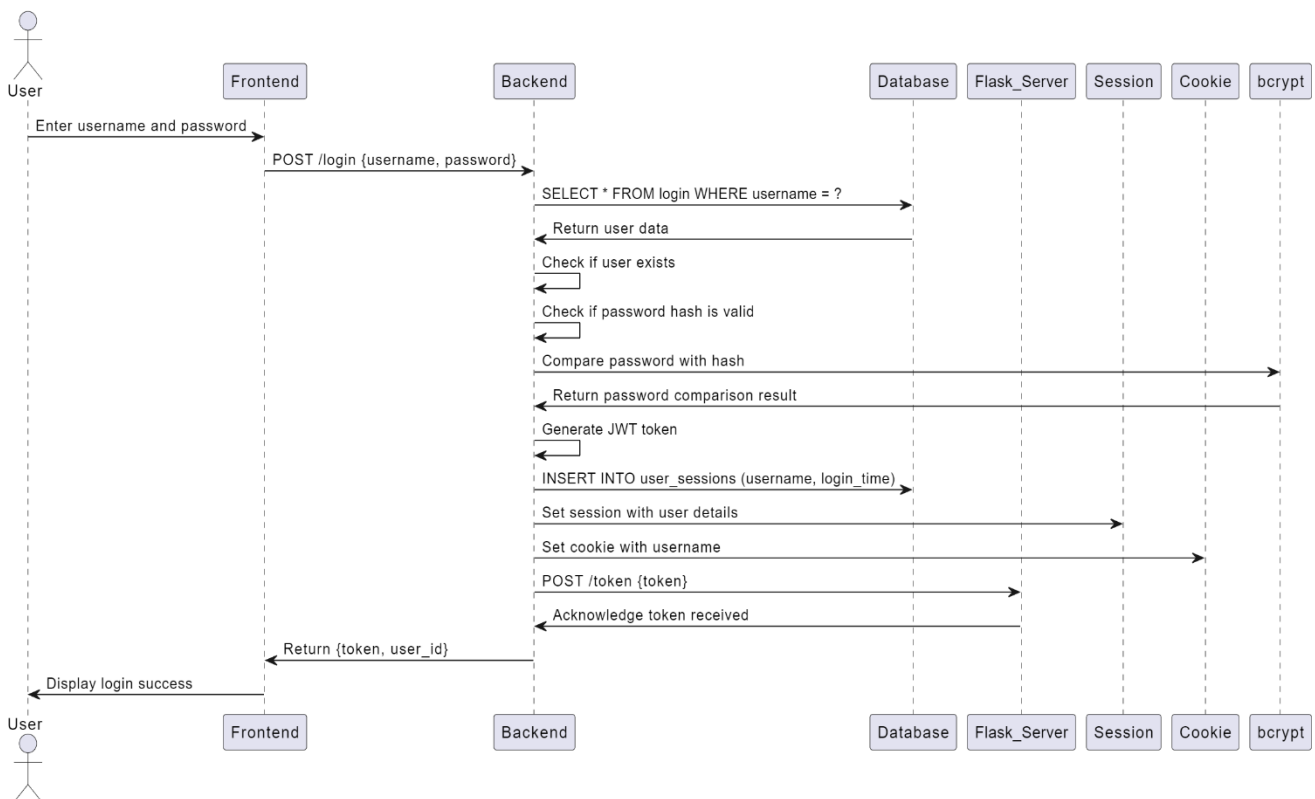 User
Frontend
Backend
Database
Flask_Server
Session
Cookie
bcrypt
Enter username and password
POST /login {username, password}
SELECT * FROM login WHERE username = ?
Return user data
Check if user exists
Check if password hash is valid
Compare password with hash
Return password comparison result
Generate JWT token
INSERT INTO user_sessions (username, login_time)
Set session with user details
Set cookie with username
POST /token {token}
Acknowledge token received
Return {token, user_id}
Display login success
User
Frontend
Backend
Database
Flask_Server
Session
Cookie
bcrypt